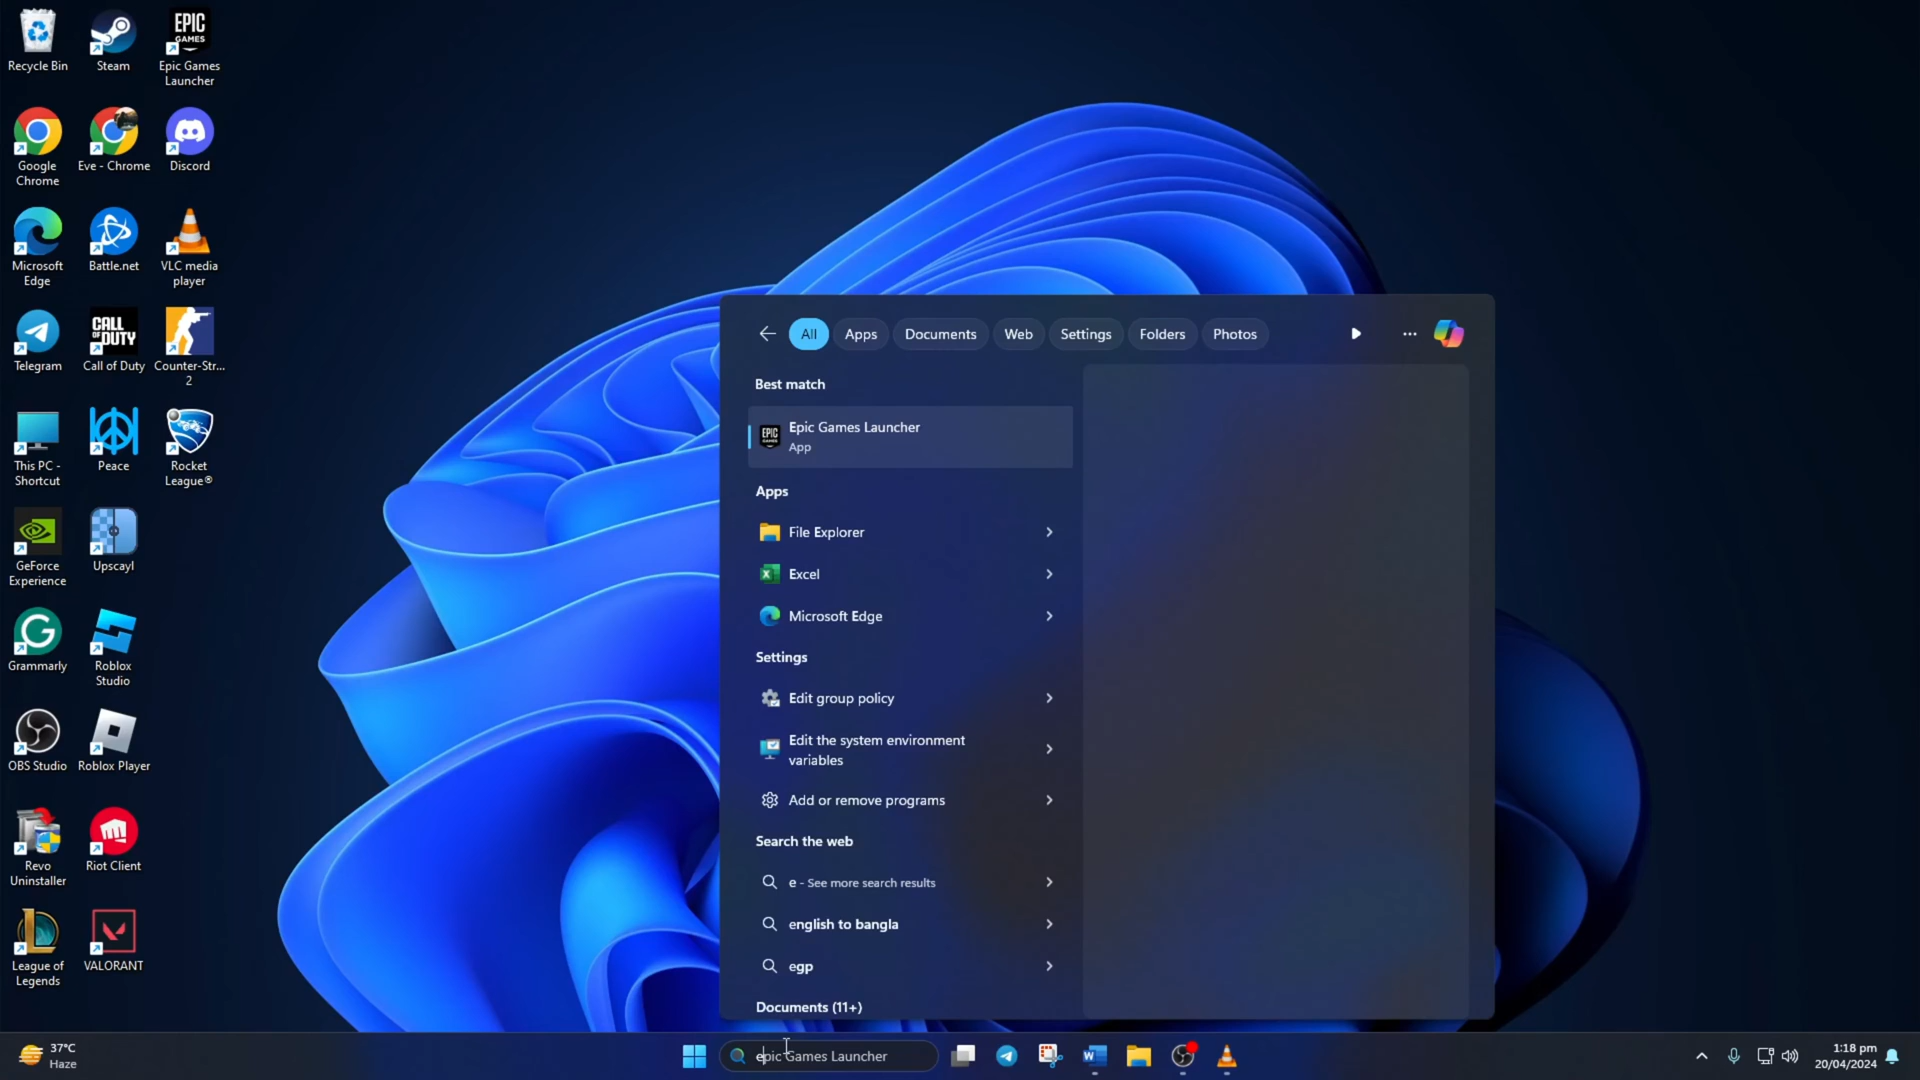 Recycle Bin
Steam
EPIC
GAMES
Epic Games
Launcher
Google
Chrome
Eve - Chrome
Discord
Microsoft
Edge
Battle.net
VLC media
player
Telegram
CALL OF
DUTY
Call of Duty
Counter-Str...
2
This PC -
Shortcut
Peace
Rocket
League®
GeForce
Experience
Upscayl
Grammarly
Roblox
Studio
OBS Studio
Roblox Player
Revo
Uninstaller
Riot Client
League of
Legends
VALORANT
All
Apps
Documents
Web
Settings
Folders
Photos
Best match
EPIC
GAMES
Epic Games Launcher
App
Apps
File Explorer
Excel
Microsoft Edge
Settings
Edit group policy
Edit the system environment
variables
Add or remove programs
Search the web
e - See more search results
english to bangla
egp
Documents (11+)
37°C
Haze
epic Games Launcher
1:18 pm
20/04/2024